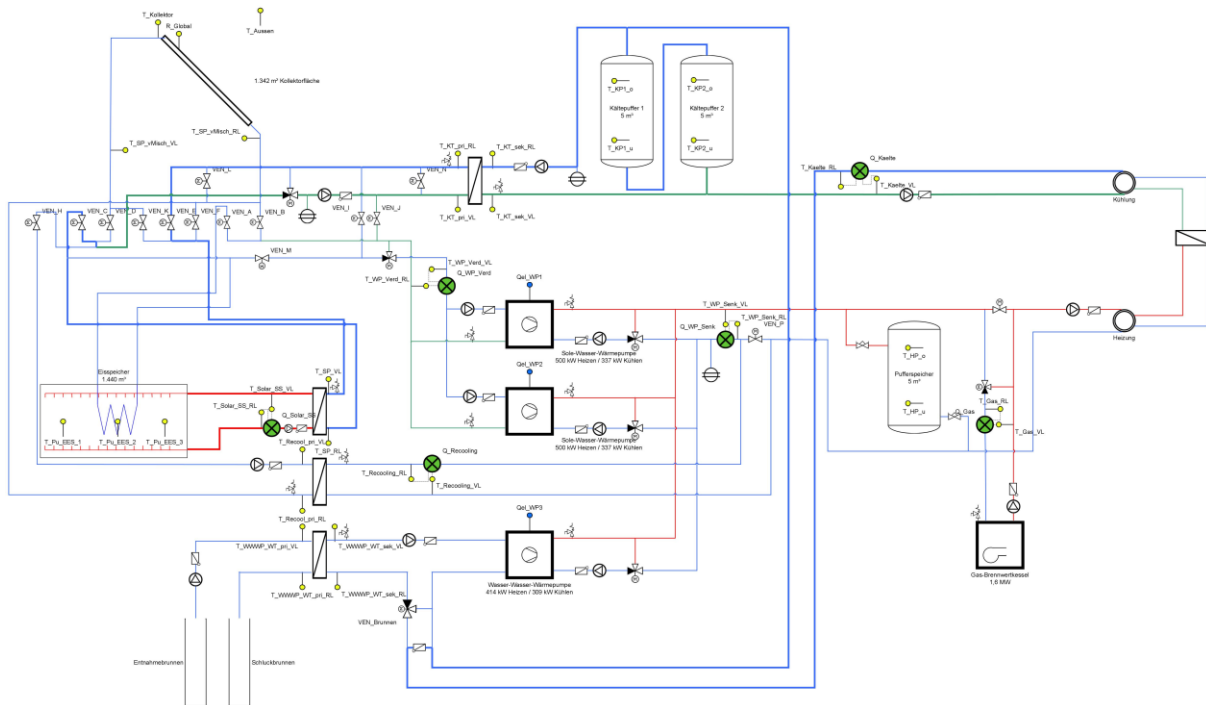 T_Kollektor
R_Global
T_Aussen
1.342 m² Kollektorfläche
T_SP_vMisch_RL
T_SP_vMisch_VL
VEN_L
T_KT_pri_RL
T_KT_sek_RL
VEN_N
T_KP1_o
T_KP2_o
Kältepuffer 1
5 m³
Kältepuffer 2
5 m³
T_KP1_u
T_KP2_u
Q_Kaelte
T_Kaelte_RL
T_Kaelte_VL
Kühlung
VEN_H
VEN_C
VEN_D
VEN_K
VEN_E
VEN_F
VEN_A
VEN_B
VEN_I
VEN_J
T_KT_pri_VL
T_KT_sek_VL
VEN_M
T_WP_Verd_VL
T_WP_Verd_RL
Q_WP_Verd
Qel_WP1
T_WP_Senk_VL
T_WP_Senk_RL
Q_WP_Senk
VEN_P
Sole-Wasser-Wärmepumpe
500 kW Heizen / 337 kW Kühlen
Heizung
T_HP_o
Pufferspeicher
5 m³
T_HP_u
Q_Gas
T_Gas_RL
T_Gas_VL
Qel_WP2
Sole-Wasser-Wärmepumpe
500 kW Heizen / 337 kW Kühlen
Eisspeicher
1.440 m³
T_SP_VL
T_Solar_SS_VL
T_Solar_SS_RL
Q_Solar_SS
T_Pu_EES_1
T_Pu_EES_2
T_Pu_EES_3
T_Recool_pri_VL
T_SP_RL
Q_Recooling
T_Recooling_RL
T_Recooling_VL
T_Recool_pri_RL
Qel_WP3
T_WWWP_WT_pri_VL
T_WWWP_WT_sek_VL
Wasser-Wasser-Wärmepumpe
414 kW Heizen / 309 kW Kühlen
Gas-Brennwertkessel
1,6 MW
T_WWWP_WT_pri_RL
T_WWWP_WT_sek_RL
VEN_Brunnen
Entnahmebrunnen
Schluckbrunnen